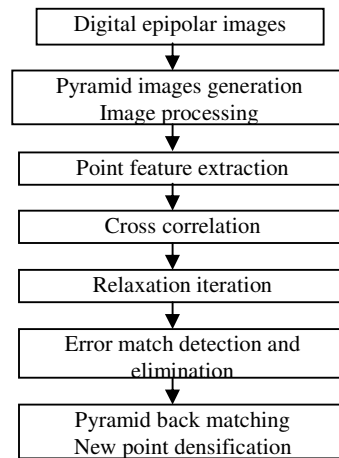 Digital epipolar images
Pyramid images generation
Image processing
Point feature extraction
Cross correlation
Relaxation iteration
Error match detection and
elimination
Pyramid back matching
New point densification